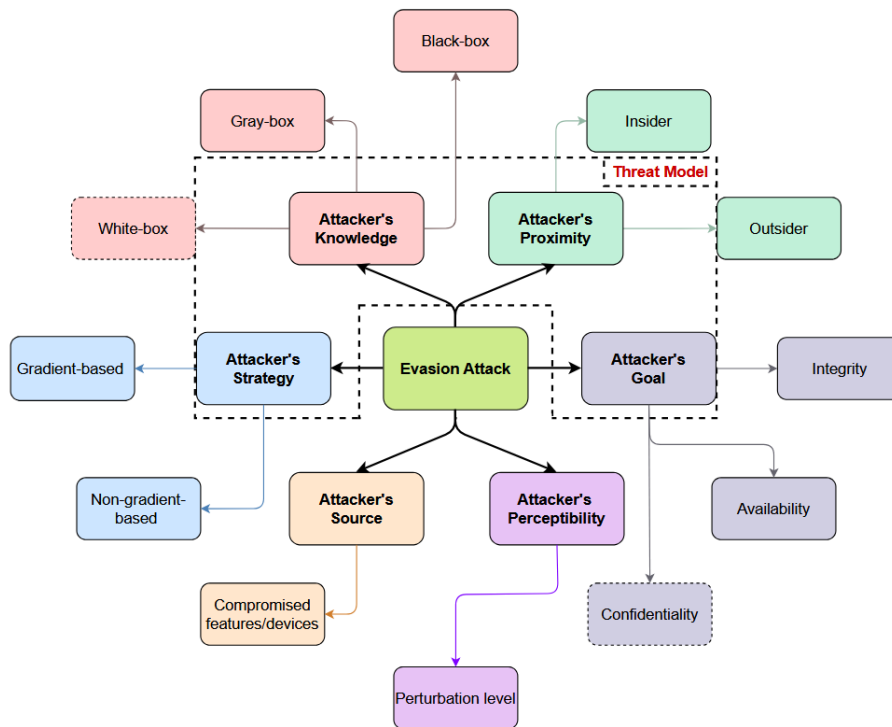 Black-box
Gray-box
Insider
Threat Model
White-box
Attacker's
Knowledge
Attacker's
Proximity
Outsider
Gradient-based
Attacker's
Strategy
Evasion Attack
Attacker's
Goal
Integrity
Non-gradient-
based
Attacker's
Source
Attacker's
Perceptibility
Availability
Compromised
features/devices
Confidentiality
Perturbation level